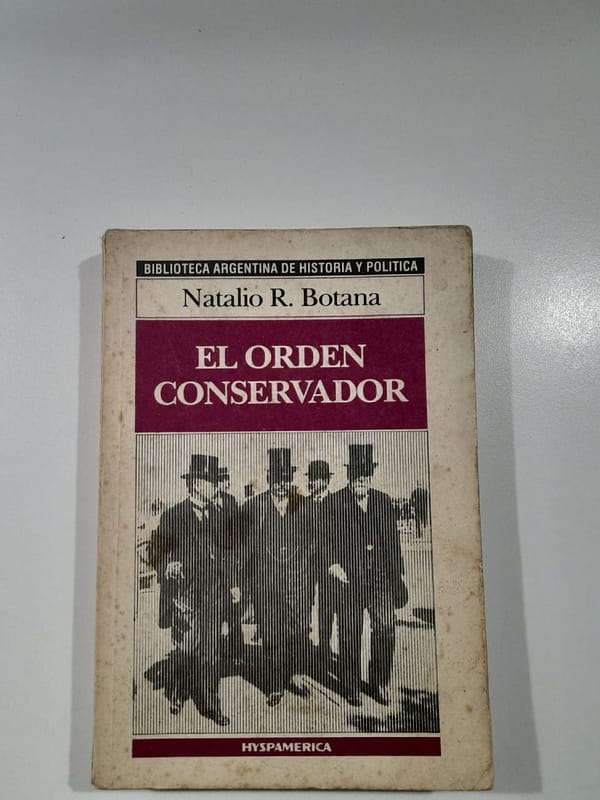 BIBLIOTECA ARGENTINA DE HISTORIA Y POLITICA
Natalio R. Botana
EL ORDEN
CONSERVADOR
HYSPAMERICA